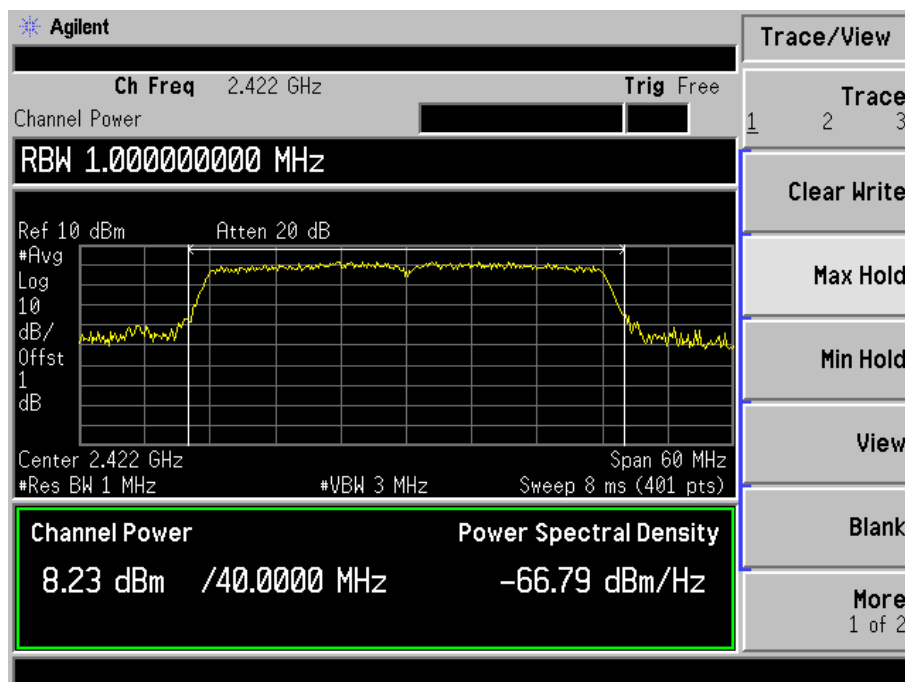 Agilent
Trace/View
Ch Freq 2.422 GHz Trig Free
Channel Power
Trace
1 2 3
RBW 1.000000000 MHz
Clear Write
Ref 10 dBm Atten 20 dB
#Avg
Log
10
dB/
Offst
1
dB
Max Hold
Min Hold
Center 2.422 GHz Span 60 MHz
#Res BW 1 MHz #VBW 3 MHz Sweep 8 ms (401 pts)
View
Channel Power Power Spectral Density
8.23 dBm /40.0000 MHz -66.79 dBm/Hz
Blank
More
1 of 2